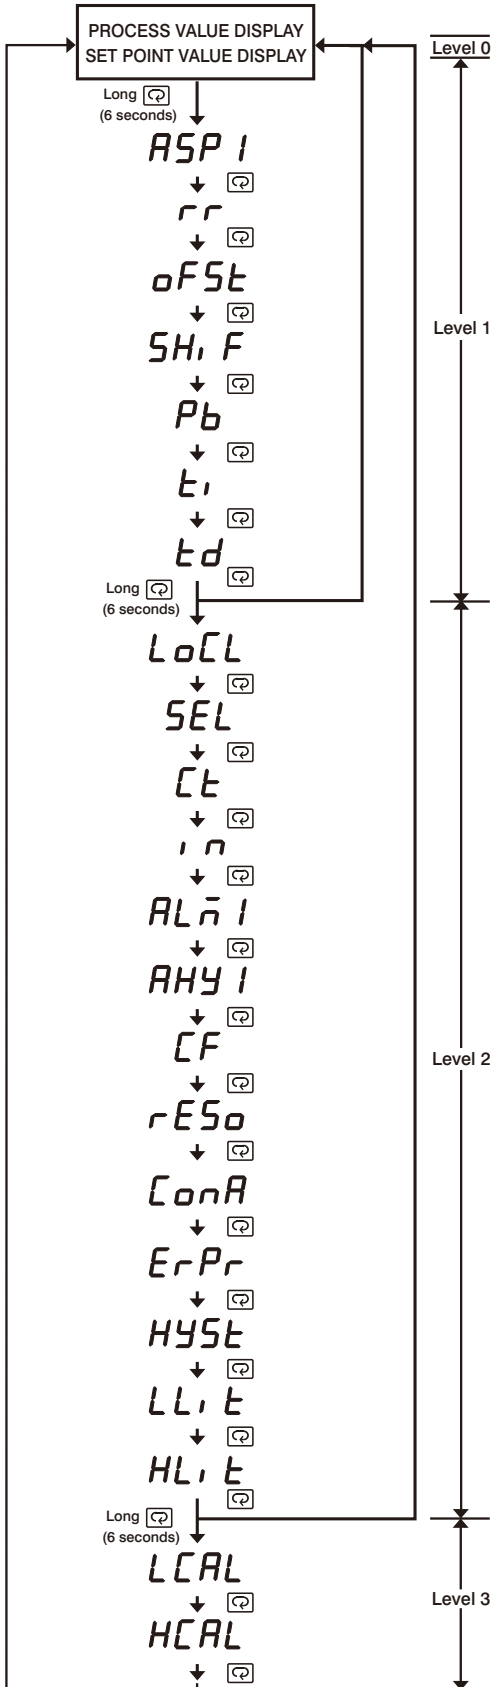 PROCESS VALUE DISPLAY
SET POINT VALUE DISPLAY
Level 0
Long
(6 seconds)
ASP1
rr
oFSt
SHiF
Level 1
Pb
ti
td
Long
(6 seconds)
LoCL
SEL
Ct
in
ALM1
AHY1
CF
Level 2
rESo
ConA
ErPr
HYSt
LLit
HLit
Long
(6 seconds)
LCAL
Level 3
HCAL